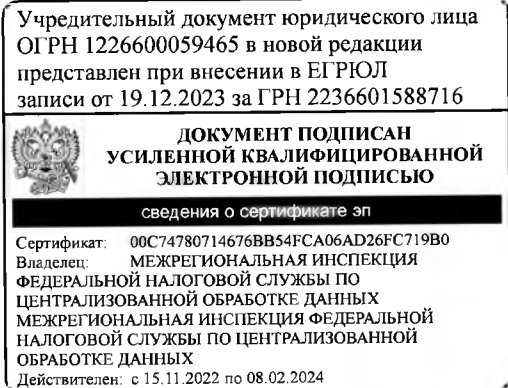 Учредительный документ юридического лица
ОГРН 1226600059465 в новой редакции
представлен при внесении в ЕГРЮЛ
записи от 19.12.2023 за ГРН 2236601588716
ДОКУМЕНТ ПОДПИСАН
УСИЛЕННОЙ КВАЛИФИЦИРОВАННОЙ
ЭЛЕКТРОННОЙ ПОДПИСЬЮ
сведения о сертификате эп
Сертификат: 00C74780714676BB54FCA06AD26FC719B0
Владелец: МЕЖРЕГИОНАЛЬНАЯ ИНСПЕКЦИЯ
ФЕДЕРАЛЬНОЙ НАЛОГОВОЙ СЛУЖБЫ ПО
ЦЕНТРАЛИЗОВАННОЙ ОБРАБОТКЕ ДАННЫХ
МЕЖРЕГИОНАЛЬНАЯ ИНСПЕКЦИЯ ФЕДЕРАЛЬНОЙ
НАЛОГОВОЙ СЛУЖБЫ ПО ЦЕНТРАЛИЗОВАННОЙ
ОБРАБОТКЕ ДАННЫХ
Действителен: с 15.11.2022 по 08.02.2024